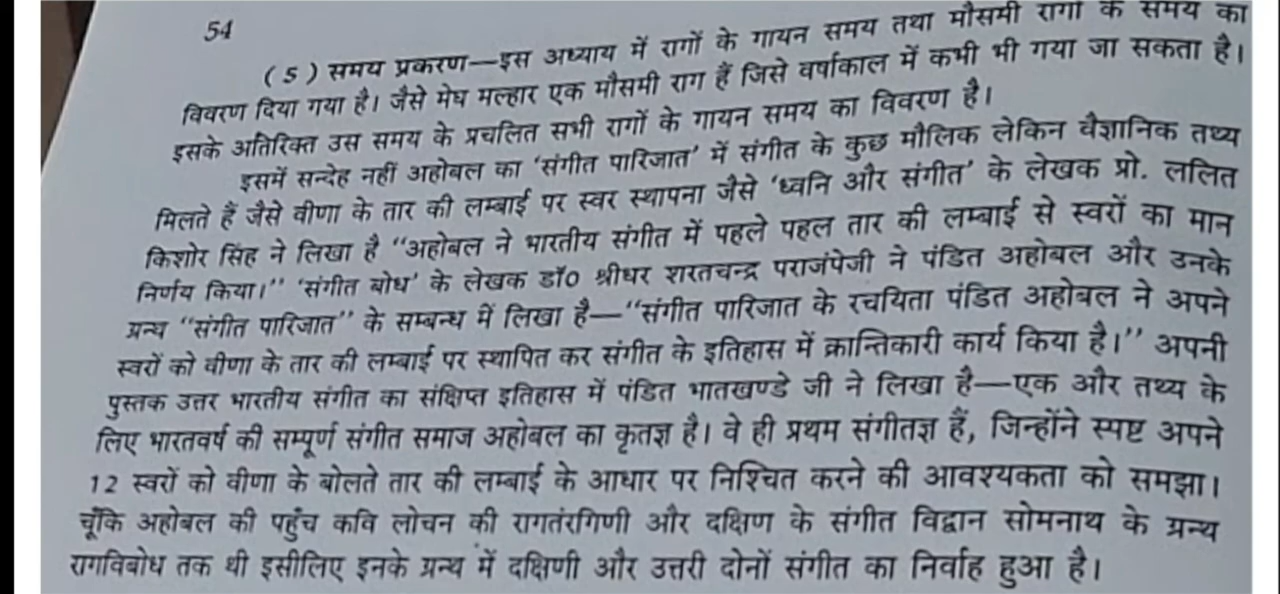 54
( 5 ) समय प्रकरण—इस अध्याय में रागों के गायन समय तथा मौसमी रागों के समय का
विवरण दिया गया है। जैसे मेघ मल्हार एक मौसमी राग हैं जिसे वर्षाकाल में कभी भी गया जा सकता है।
इसके अतिरिक्त उस समय के प्रचलित सभी रागों के गायन समय का विवरण है।
इसमें सन्देह नहीं अहोबल का ‘संगीत पारिजात’ में संगीत के कुछ मौलिक लेकिन वैज्ञानिक तथ्य
मिलते हैं जैसे वीणा के तार की लम्बाई पर स्वर स्थापना जैसे ‘ध्वनि और संगीत’ के लेखक प्रो. ललित
किशोर सिंह ने लिखा है “अहोबल ने भारतीय संगीत में पहले पहल तार की लम्बाई से स्वरों का मान
निर्णय किया।” ‘संगीत बोध’ के लेखक डॉ० श्रीधर शरतचन्द्र पराजंपेजी ने पंडित अहोबल और उनके
ग्रन्थ “संगीत पारिजात” के सम्बन्ध में लिखा है—“संगीत पारिजात के रचयिता पंडित अहोबल ने अपने
स्वरों को वीणा के तार की लम्बाई पर स्थापित कर संगीत के इतिहास में क्रान्तिकारी कार्य किया है।” अपनी
पुस्तक उत्तर भारतीय संगीत का संक्षिप्त इतिहास में पंडित भातखण्डे जी ने लिखा है—एक और तथ्य के
लिए भारतवर्ष की सम्पूर्ण संगीत समाज अहोबल का कृतज्ञ है। वे ही प्रथम संगीतज्ञ हैं, जिन्होंने स्पष्ट अपने
12 स्वरों को वीणा के बोलते तार की लम्बाई के आधार पर निश्चित करने की आवश्यकता को समझा।
चूँकि अहोबल की पहुँच कवि लोचन की रागतंरगिणी और दक्षिण के संगीत विद्वान सोमनाथ के ग्रन्थ
रागविबोध तक थी इसीलिए इनके ग्रन्थ में दक्षिणी और उत्तरी दोनों संगीत का निर्वाह हुआ है।